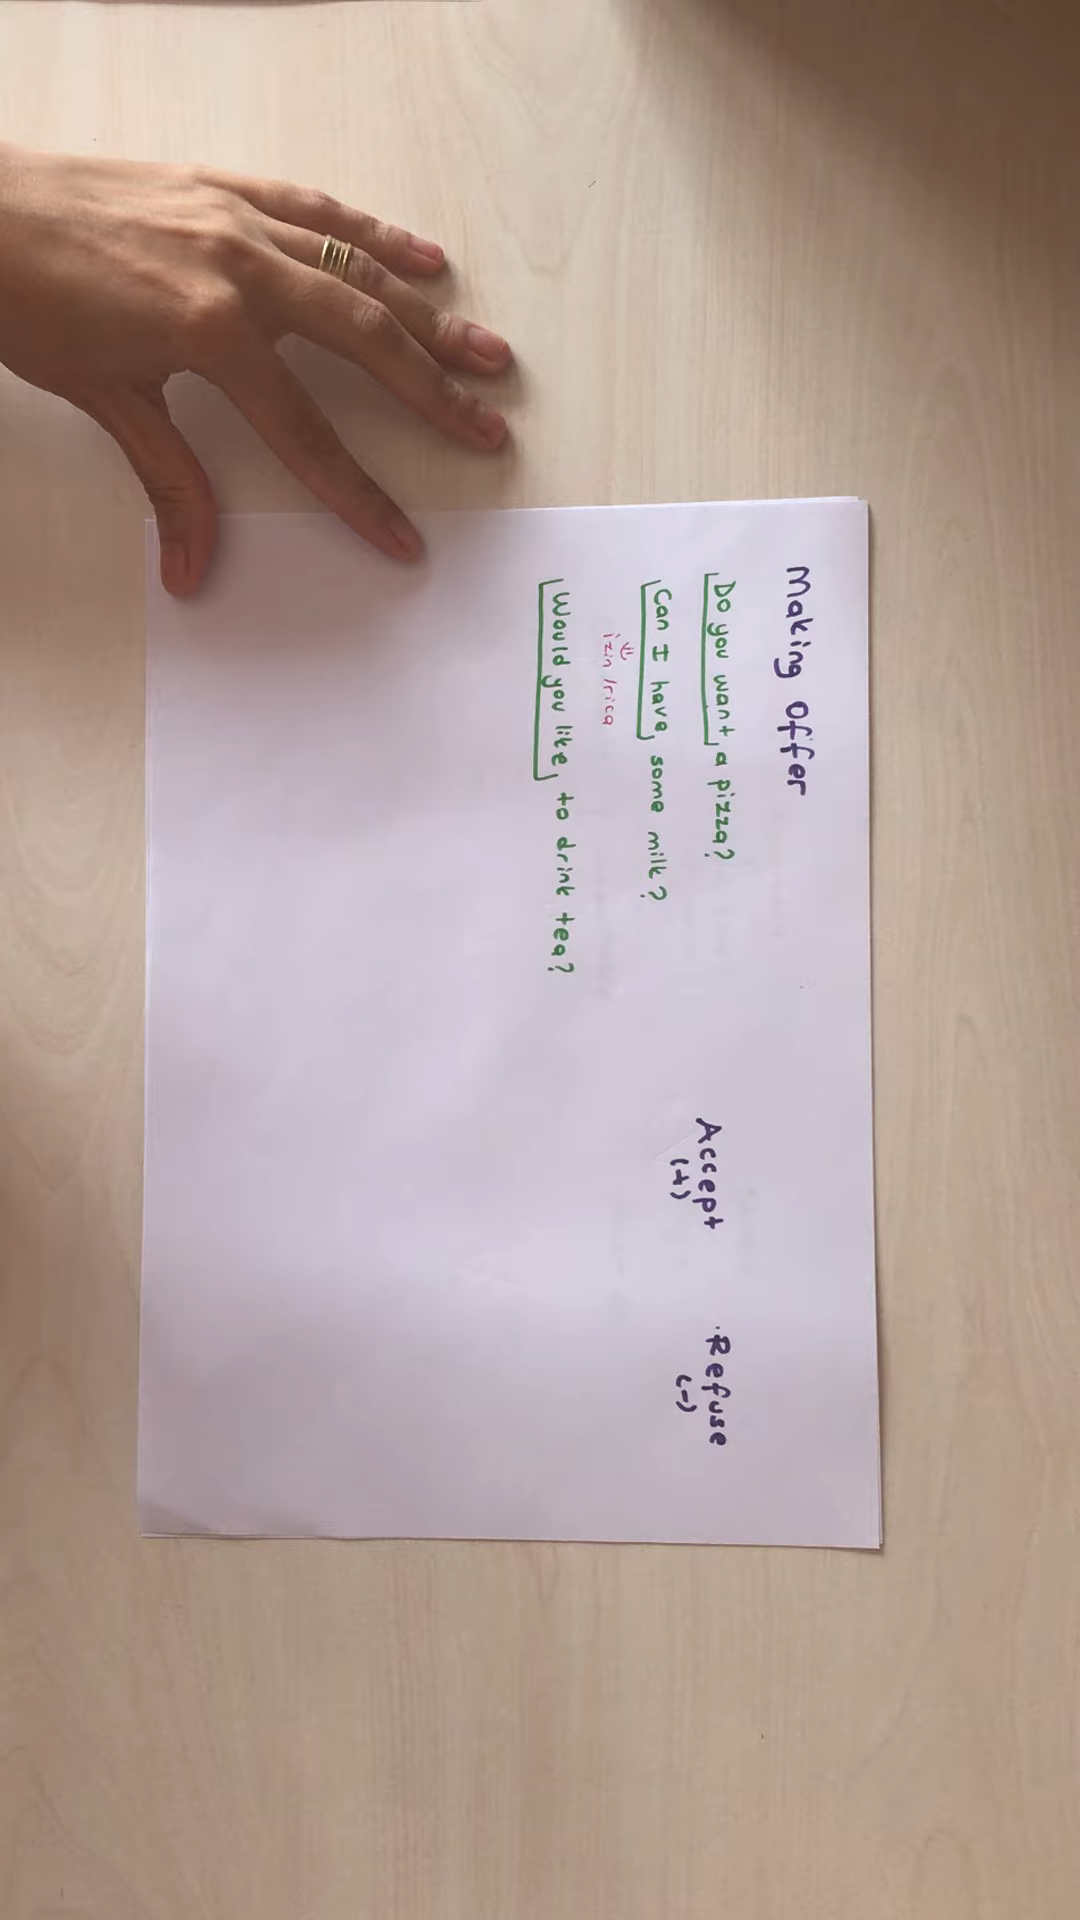 Making Offer
Do you want a pizza?
Can I have some milk?
izin / rica
Would you like to drink tea?
Accept
(+)
Refuse
(-)